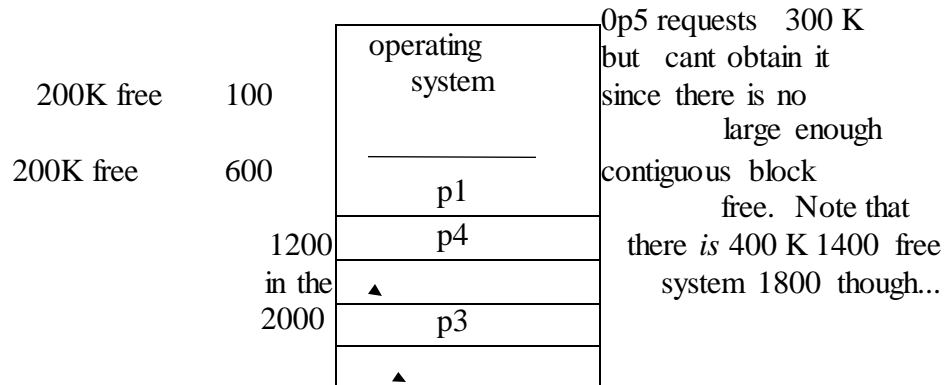 0p5 requests 300 K
operating but cant obtain it
200K free 100 system since there is no
large enough
200K free 600 contiguous block
p1 free. Note that
1200 p4 there is 400 K 1400 free
in the system 1800 though...
2000 p3